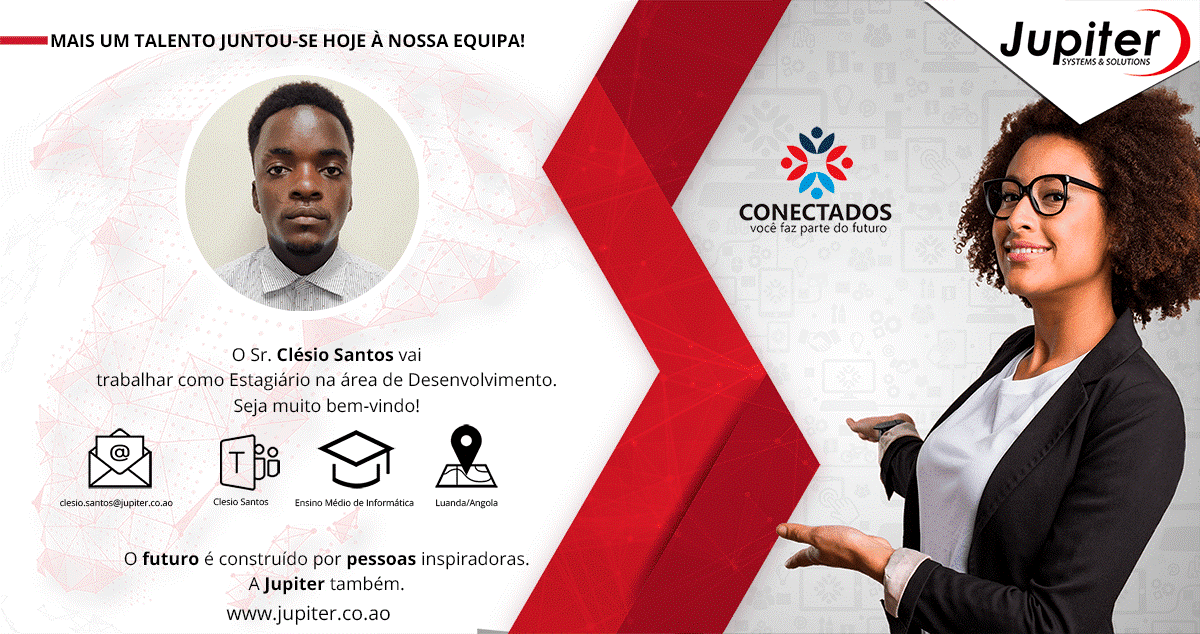 MAIS UM TALENTO JUNTOU-SE HOJE À NOSSA EQUIPA!
Jupiter
SYSTEMS & SOLUTIONS
CONECTADOS
você faz parte do futuro
O Sr. Clésio Santos vai
trabalhar como Estagiário na área de Desenvolvimento.
Seja muito bem-vindo!
@
T
clesio.santos@jupiter.co.ao
Clesio Santos
Ensino Médio de Informática
Luanda/Angola
O futuro é construído por pessoas inspiradoras.
A Jupiter também.
www.jupiter.co.ao